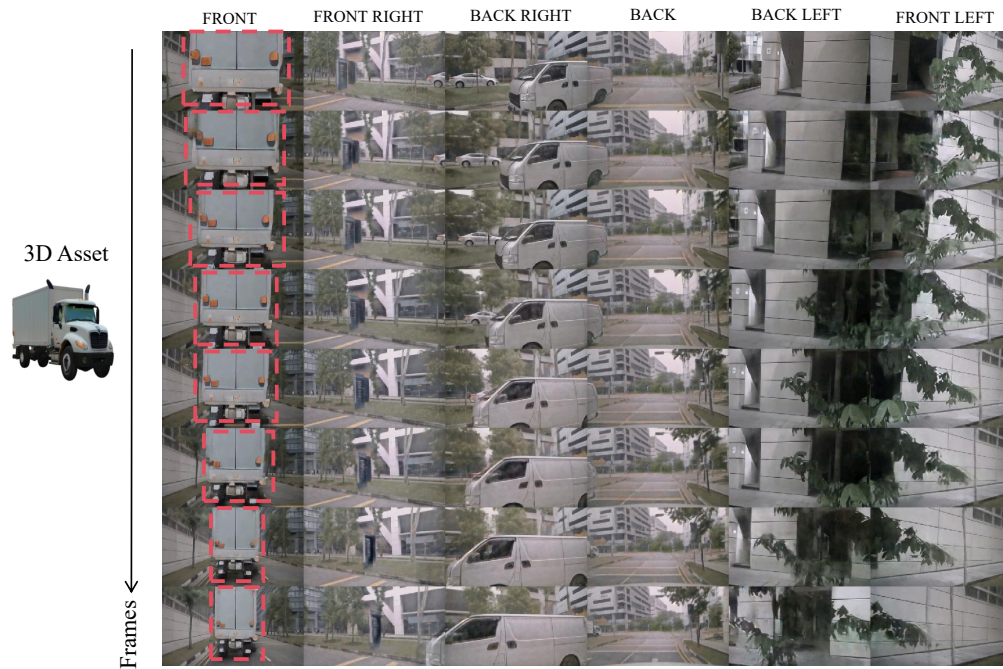 FRONT
FRONT RIGHT
BACK RIGHT
BACK
BACK LEFT
FRONT LEFT
3D Asset
Frames